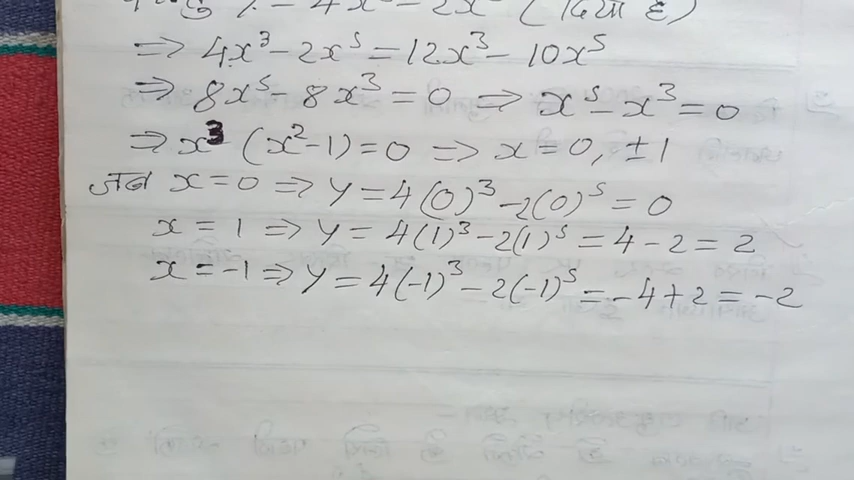 4x³ - 2x⁵ (दिया है)
⇒ 4x³ - 2x⁵ = 12x³ - 10x⁵
⇒ 8x⁵ - 8x³ = 0 ⇒ x⁵ - x³ = 0
⇒ x³ (x² - 1) = 0 ⇒ x = 0, ±1
जब x = 0 ⇒ y = 4(0)³ - 2(0)⁵ = 0
x = 1 ⇒ y = 4(1)³ - 2(1)⁵ = 4 - 2 = 2
x = -1 ⇒ y = 4(-1)³ - 2(-1)⁵ = -4 + 2 = -2